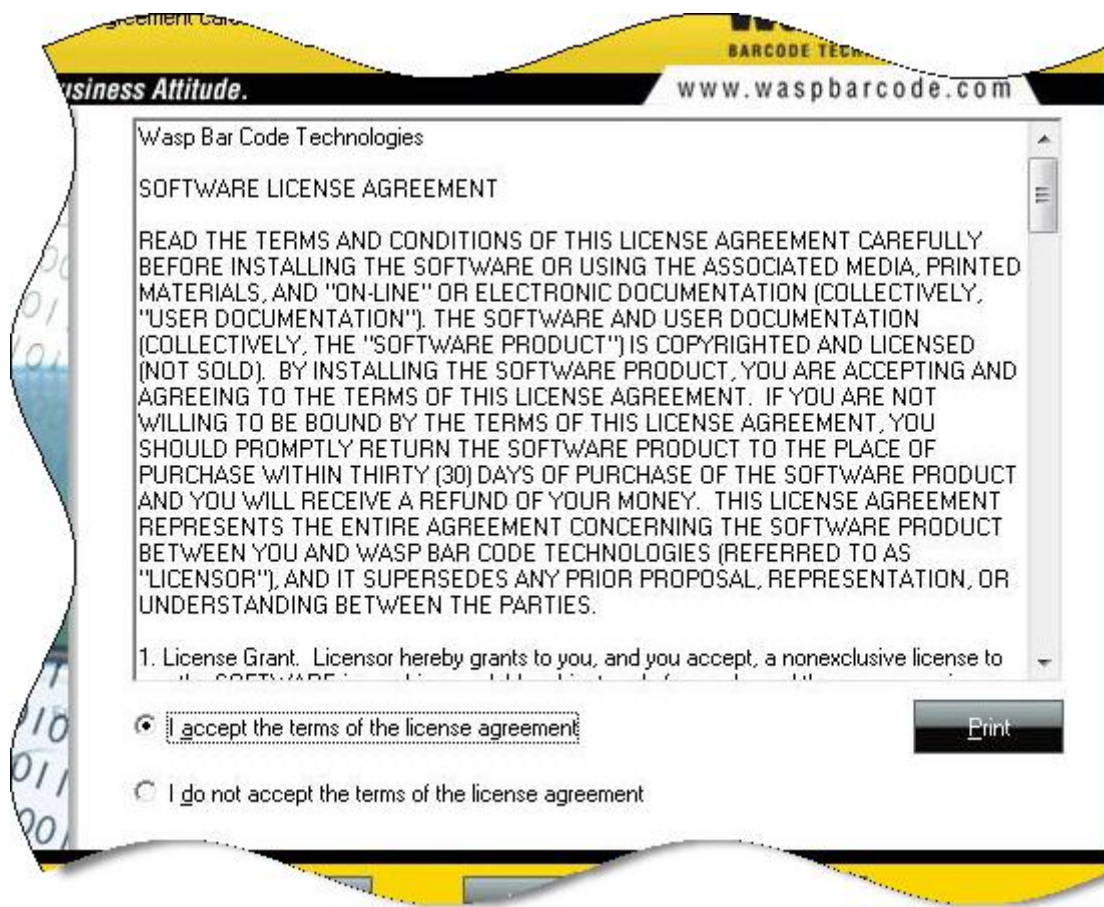 BARCODE
usiness Attitude.
www.waspbarcode.com
Wasp Bar Code Technologies
SOFTWARE LICENSE AGREEMENT
READ THE TERMS AND CONDITIONS OF THIS LICENSE AGREEMENT CAREFULLY
BEFORE INSTALLING THE SOFTWARE OR USING THE ASSOCIATED MEDIA, PRINTED
MATERIALS, AND "ON-LINE" OR ELECTRONIC DOCUMENTATION (COLLECTIVELY,
"USER DOCUMENTATION"). THE SOFTWARE AND USER DOCUMENTATION
(COLLECTIVELY, THE "SOFTWARE PRODUCT") IS COPYRIGHTED AND LICENSED
(NOT SOLD). BY INSTALLING THE SOFTWARE PRODUCT, YOU ARE ACCEPTING AND
AGREEING TO THE TERMS OF THIS LICENSE AGREEMENT. IF YOU ARE NOT
WILLING TO BE BOUND BY THE TERMS OF THIS LICENSE AGREEMENT, YOU
SHOULD PROMPTLY RETURN THE SOFTWARE PRODUCT TO THE PLACE OF
PURCHASE WITHIN THIRTY (30) DAYS OF PURCHASE OF THE SOFTWARE PRODUCT
AND YOU WILL RECEIVE A REFUND OF YOUR MONEY. THIS LICENSE AGREEMENT
REPRESENTS THE ENTIRE AGREEMENT CONCERNING THE SOFTWARE PRODUCT
BETWEEN YOU AND WASP BAR CODE TECHNOLOGIES (REFERRED TO AS
"LICENSOR"), AND IT SUPERSEDES ANY PRIOR PROPOSAL, REPRESENTATION, OR
UNDERSTANDING BETWEEN THE PARTIES.
1. License Grant. Licensor hereby grants to you, and you accept, a nonexclusive license to
I accept the terms of the license agreement
Print
I do not accept the terms of the license agreement